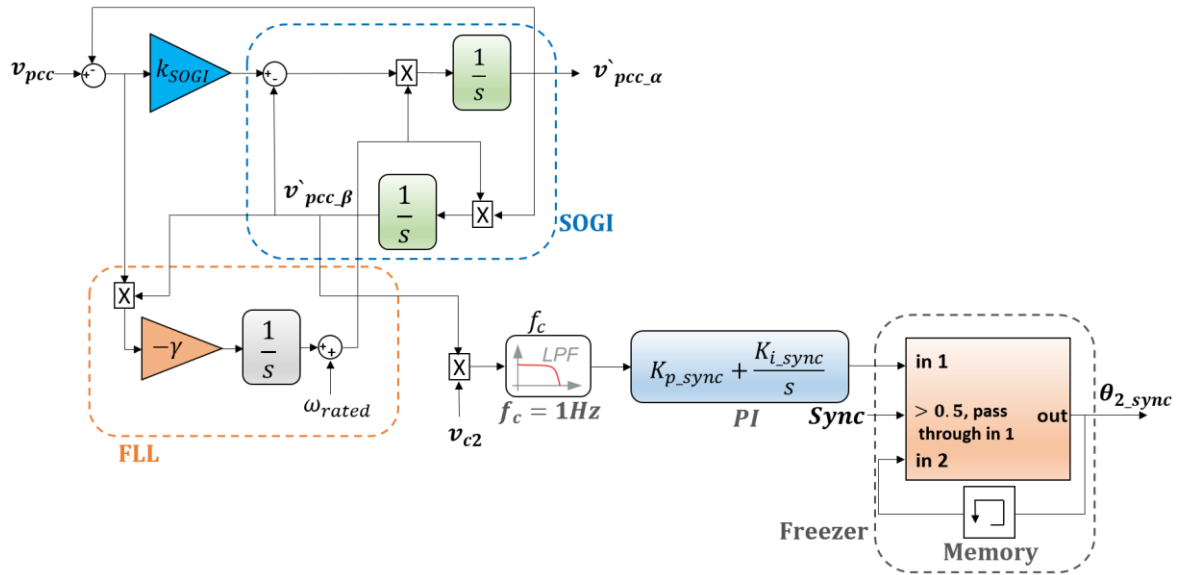 v_pcc
+
-
k_SOGI
+
-
X
1
s
v`_pcc_α
v`_pcc_β
1
s
X
SOGI
X
-γ
1
s
+
+
ω_rated
FLL
X
v_c2
f_c
LPF
f_c = 1Hz
K_p_sync + K_i_sync
s
PI
Sync
in 1
> 0.5, pass
through in 1
out
in 2
θ_2_sync
Freezer
Memory